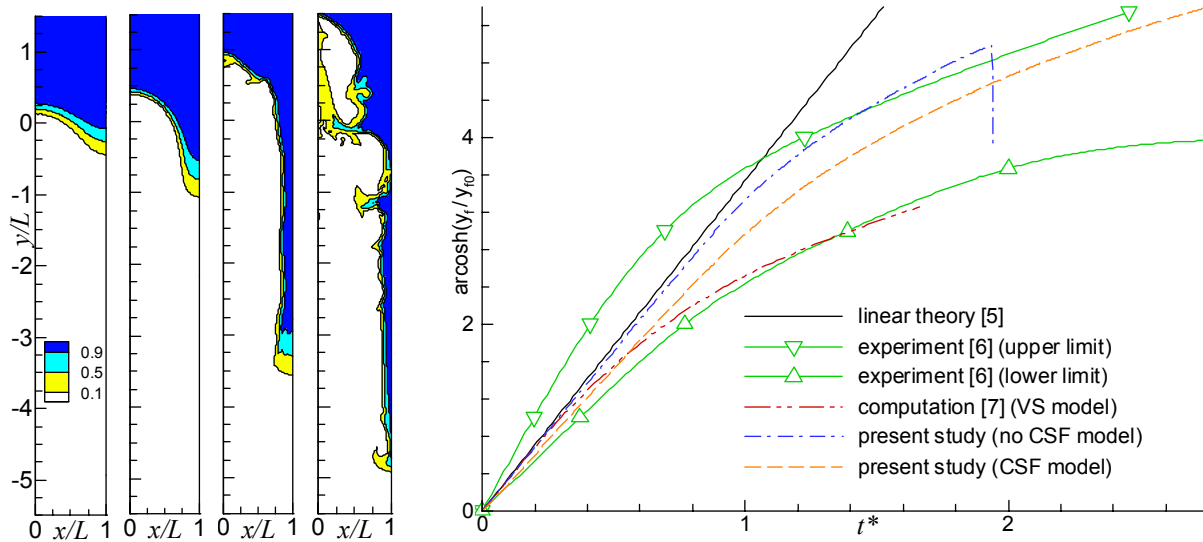 1
0
-1
-2
-3
-4
-5
y/L
0.9
0.5
0.1
0 x/L 1
0 x/L 1
0 x/L 1
0 x/L 1
arcosh(y_f / y_f0)
4
2
0
0 1 t* 2
linear theory [5]
experiment [6] (upper limit)
experiment [6] (lower limit)
computation [7] (VS model)
present study (no CSF model)
present study (CSF model)